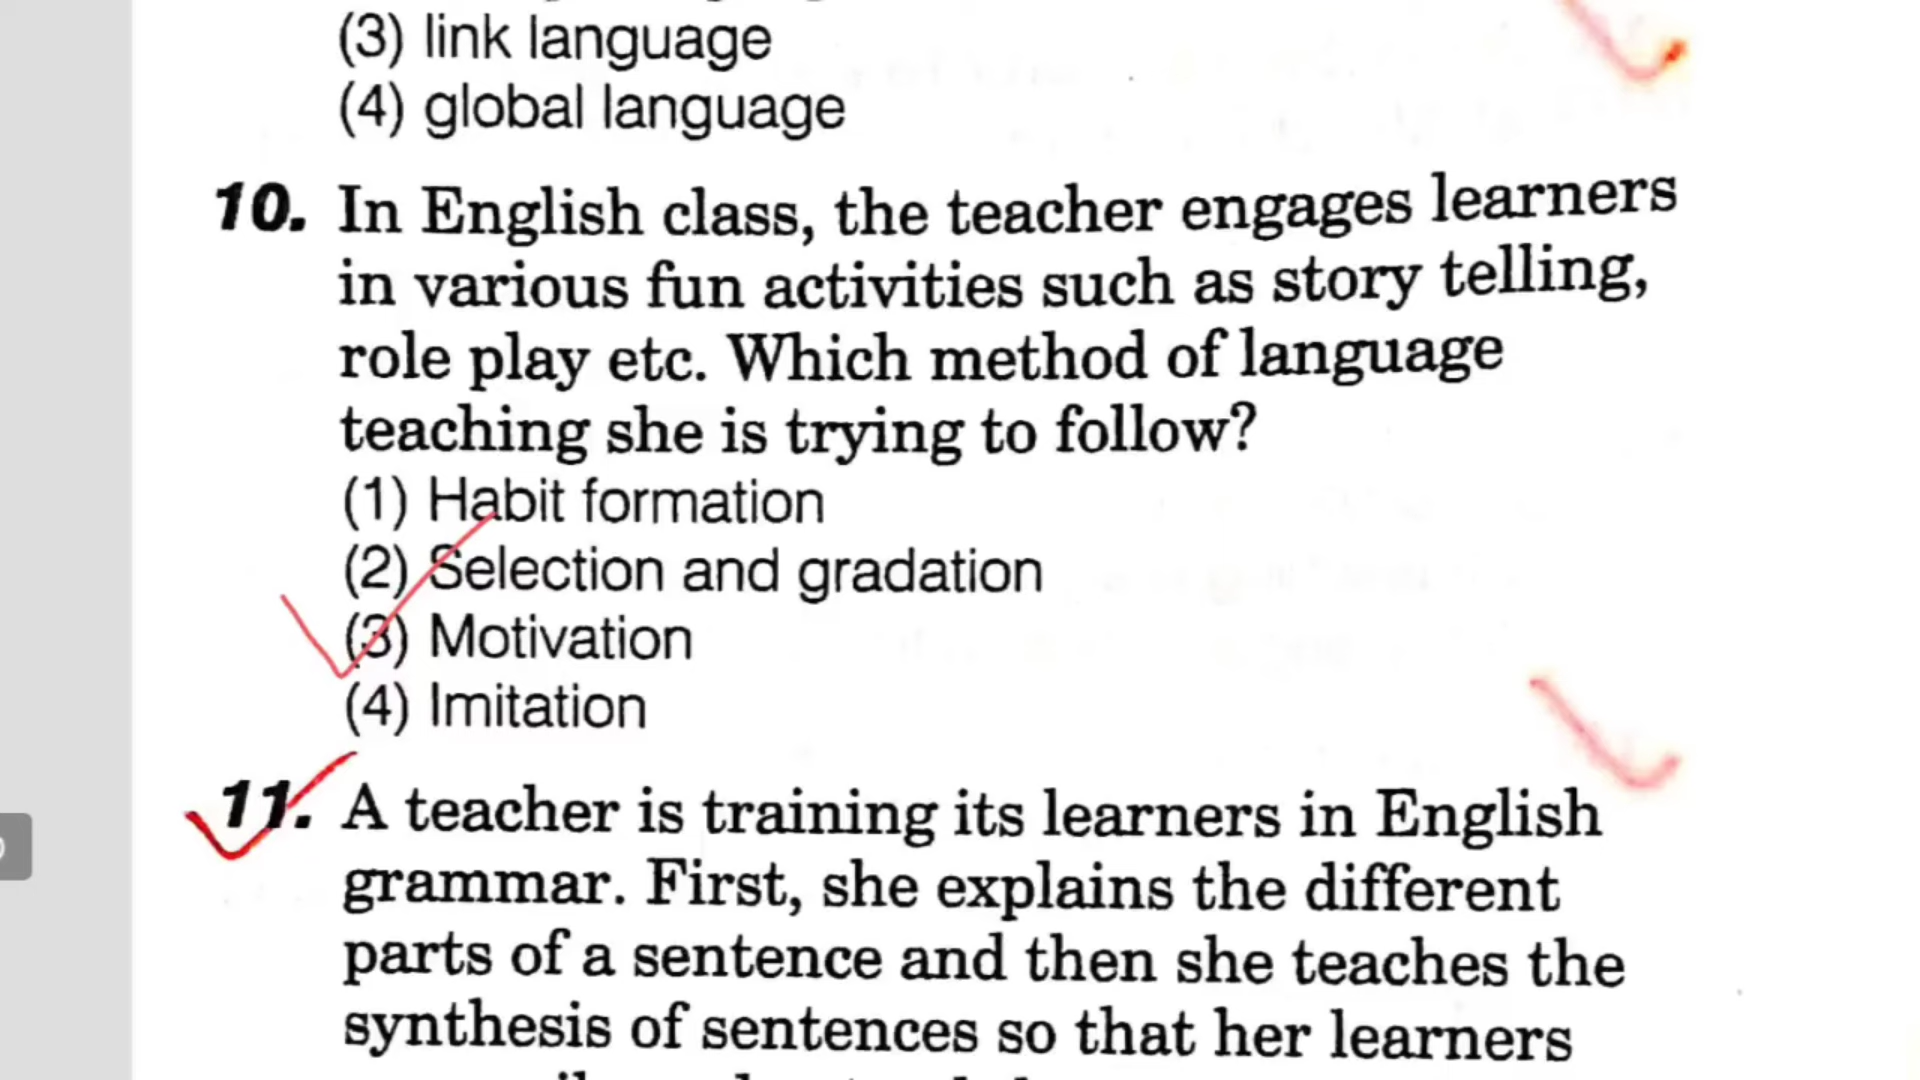 (3) link language
(4) global language
10. In English class, the teacher engages learners
in various fun activities such as story telling,
role play etc. Which method of language
teaching she is trying to follow?
(1) Habit formation
(2) Selection and gradation
(3) Motivation
(4) Imitation
11. A teacher is training its learners in English
grammar. First, she explains the different
parts of a sentence and then she teaches the
synthesis of sentences so that her learners